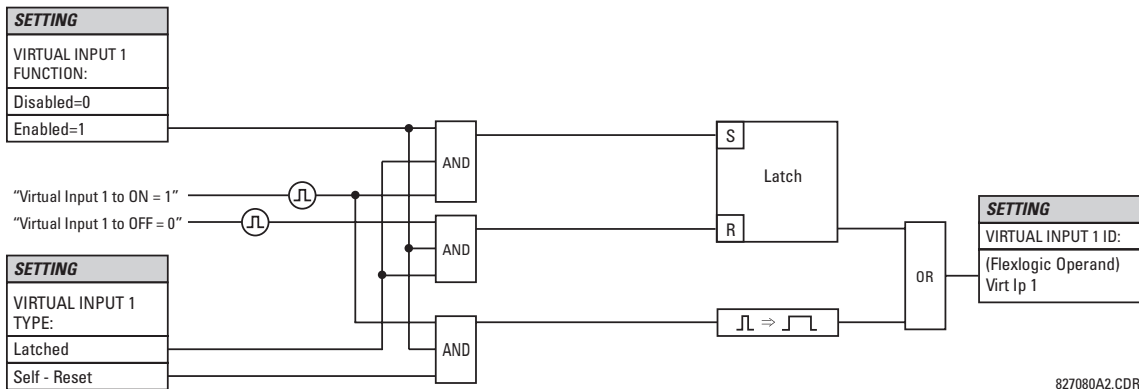 SETTING
VIRTUAL INPUT 1
FUNCTION:
Disabled=0
Enabled=1
"Virtual Input 1 to ON = 1"
"Virtual Input 1 to OFF = 0"
SETTING
VIRTUAL INPUT 1
TYPE:
Latched
Self - Reset
AND
AND
AND
S
Latch
R
OR
SETTING
VIRTUAL INPUT 1 ID:
(Flexlogic Operand)
Virt Ip 1
827080A2.CDR